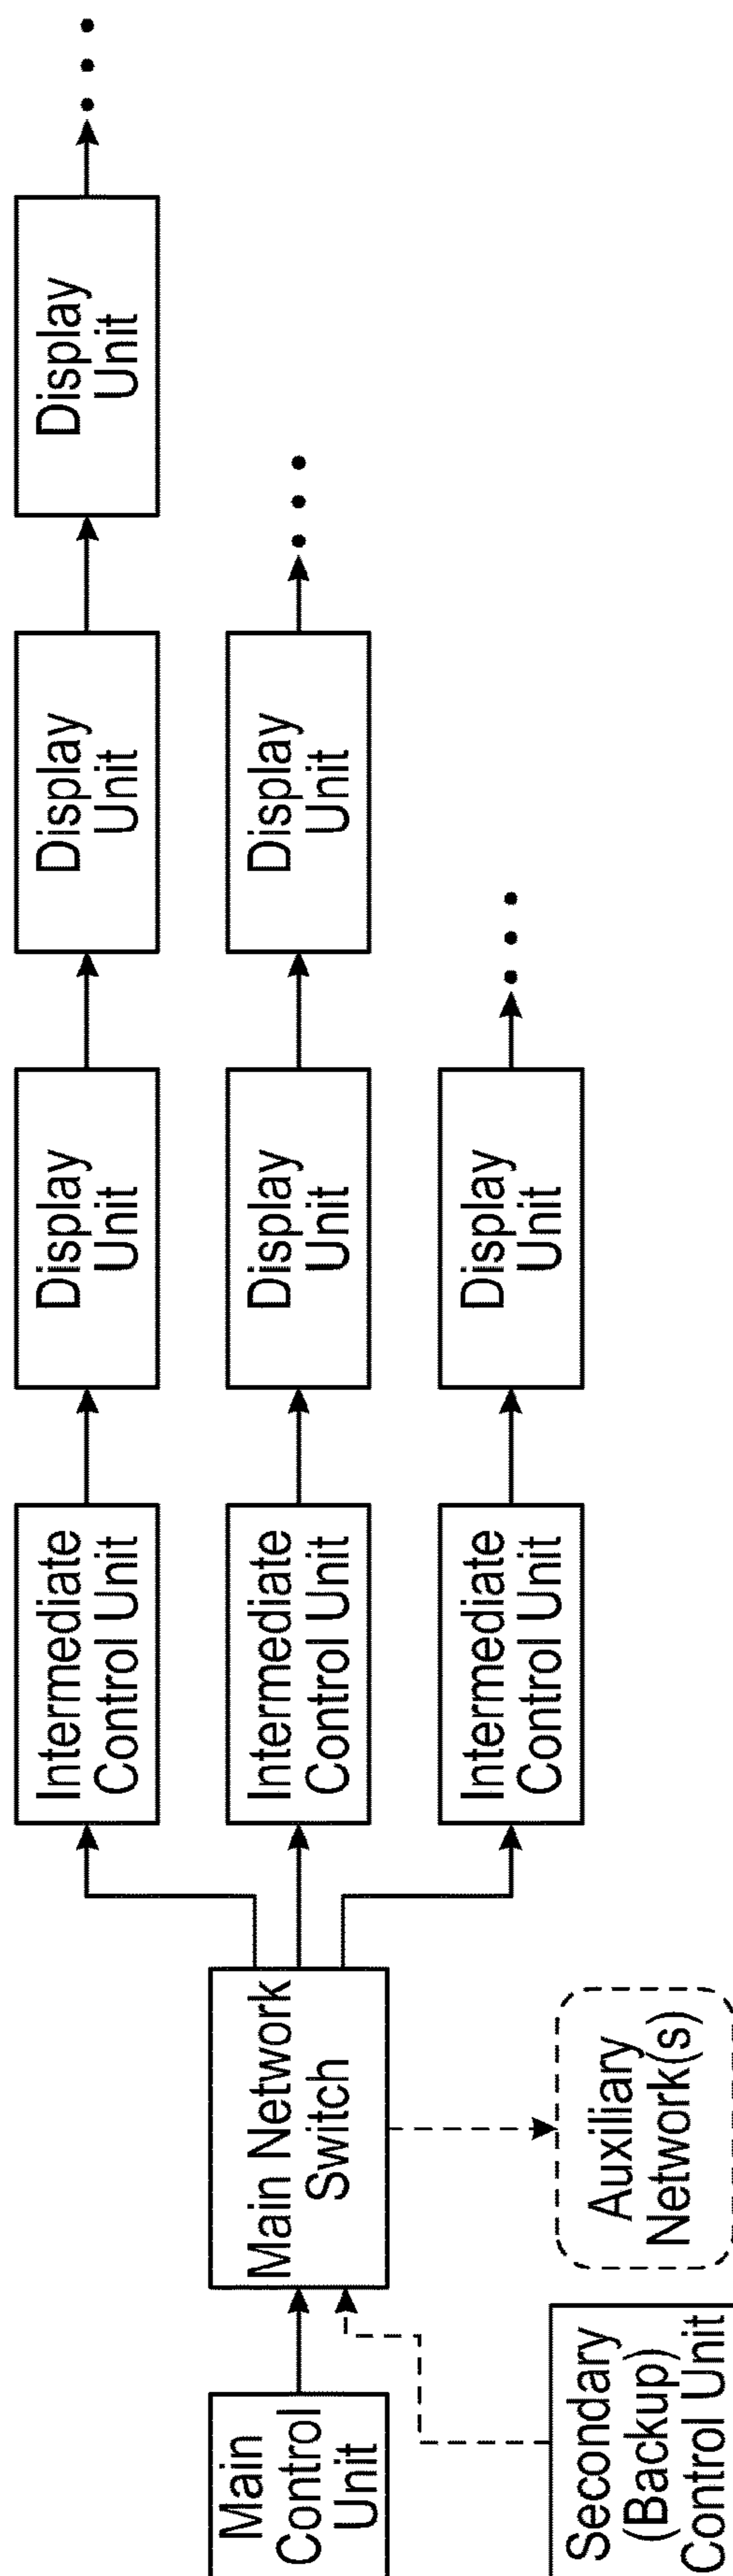 Main
Control
Unit
Secondary
(Backup)
Control Unit
Main Network
Switch
Auxiliary
Network(s)
Intermediate
Control Unit
Display
Unit
Display
Unit
Display
Unit
Intermediate
Control Unit
Display
Unit
Display
Unit
Intermediate
Control Unit
Display
Unit